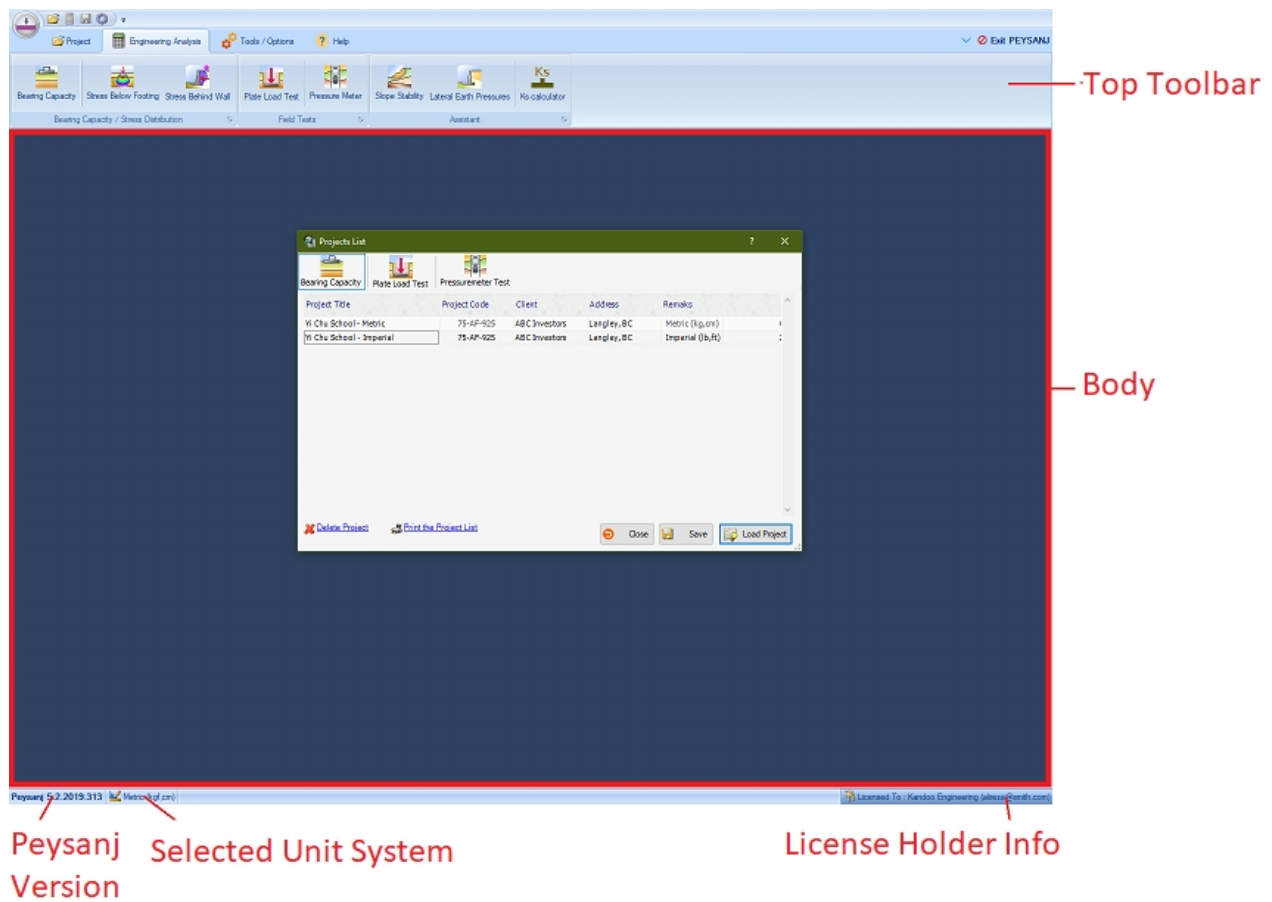 Project Engineering Analysis Tools / Options ? Help Exit PEYSANJ
Ks
Bearing Capacity Stress Below Footing Stress Behind Wall Plate Load Test Pressure Meter Slope Stability Lateral Earth Pressures Ks calculator
Bearing Capacity / Stress Distribution Field Tests Assistant
Top Toolbar
Projects List ?
Bearing Capacity Plate Load Test Pressuremeter Test
Project Title Project Code Client Address Remaks
Yi Chu School - Metric 75-AF-925 ABC Investors Langley, BC Metric (kg,cm)
Yi Chu School - Imperial 75-AF-925 ABC Investors Langley, BC Imperial (lb,ft)
Body
Delete Project Print the Project List Close Save Load Project
Peysanj 5.2.2019.313 Metric (kgf,cm) Licensed To : Kandoo Engineering
Peysanj Version
Selected Unit System
License Holder Info